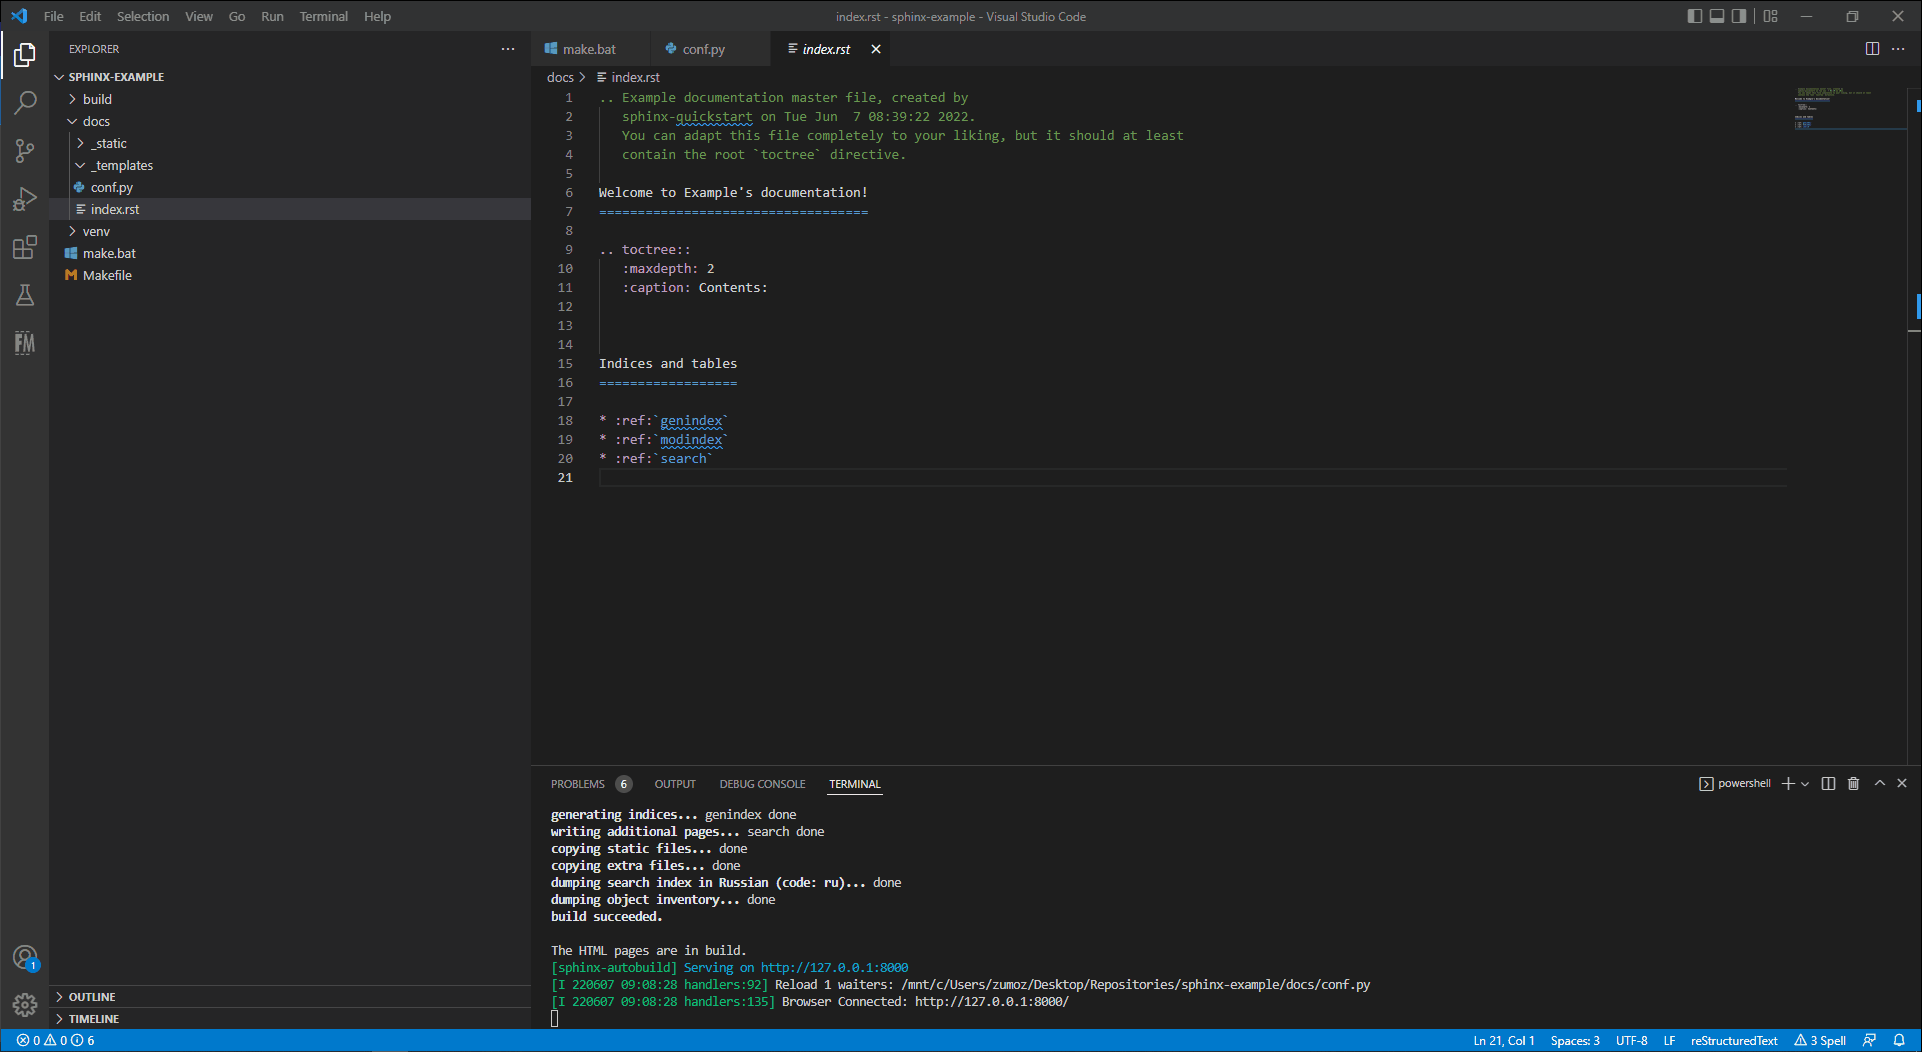 File Edit Selection View Go Run Terminal Help
index.rst - sphinx-example - Visual Studio Code
EXPLORER
SPHINX-EXAMPLE
build
docs
_static
_templates
conf.py
index.rst
venv
make.bat
Makefile
FM
1
OUTLINE
TIMELINE
make.bat conf.py index.rst
docs index.rst
1 .. Example documentation master file, created by
2 sphinx-quickstart on Tue Jun  7 08:39:22 2022.
3 You can adapt this file completely to your liking, but it should at least
4 contain the root `toctree` directive.
5
6 Welcome to Example's documentation!
7 ===================================
8
9 .. toctree::
10 :maxdepth: 2
11 :caption: Contents:
12
13
14
15 Indices and tables
16 ==================
17
18 * :ref:`genindex`
19 * :ref:`modindex`
20 * :ref:`search`
21
PROBLEMS 6 OUTPUT DEBUG CONSOLE TERMINAL
powershell
generating indices... genindex done
writing additional pages... search done
copying static files... done
copying extra files... done
dumping search index in Russian (code: ru)... done
dumping object inventory... done
build succeeded.
The HTML pages are in build.
[sphinx-autobuild] Serving on http://127.0.0.1:8000
[I 220607 09:08:28 handlers:92] Reload 1 waiters: /mnt/c/Users/zumoz/Desktop/Repositories/sphinx-example/docs/conf.py
[I 220607 09:08:28 handlers:135] Browser Connected: http://127.0.0.1:8000/
0 0 6
Ln 21, Col 1 Spaces: 3 UTF-8 LF reStructuredText 3 Spell